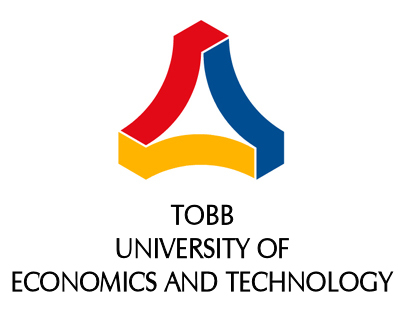 TOBB
UNIVERSITY OF
ECONOMICS AND TECHNOLOGY